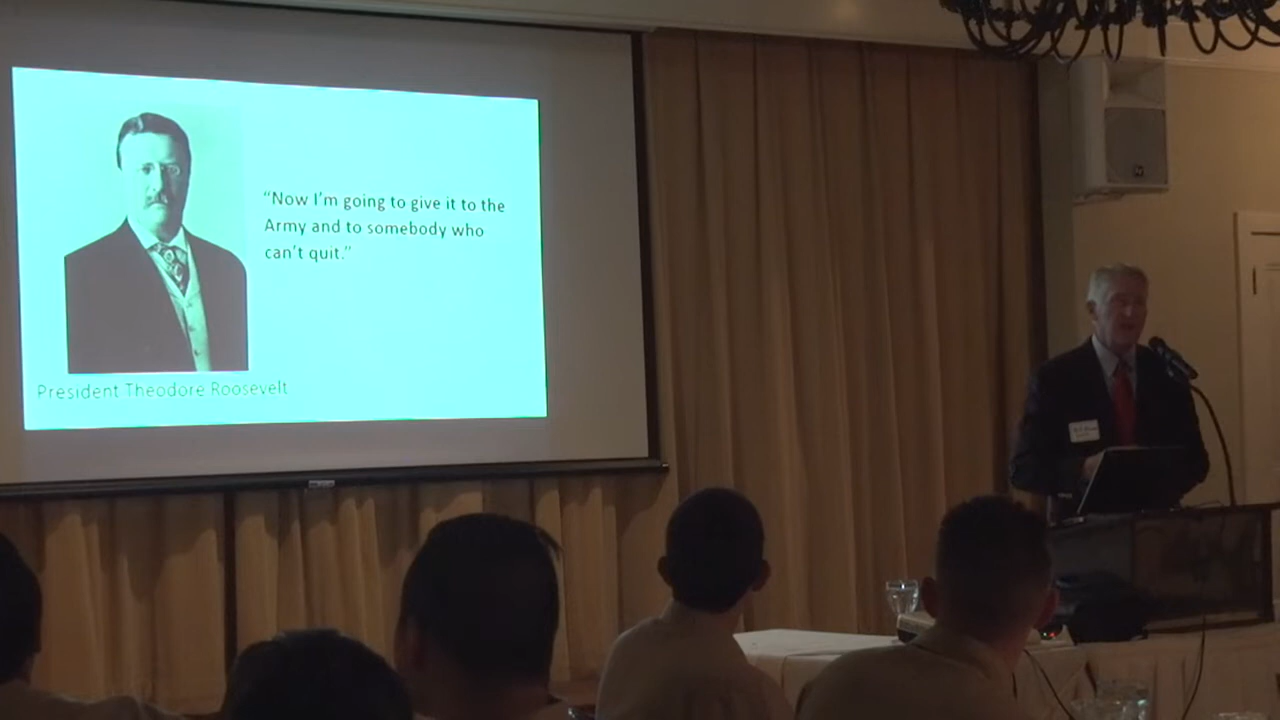 “Now I’m going to give it to the
Army and to somebody who
can’t quit.”
President Theodore Roosevelt